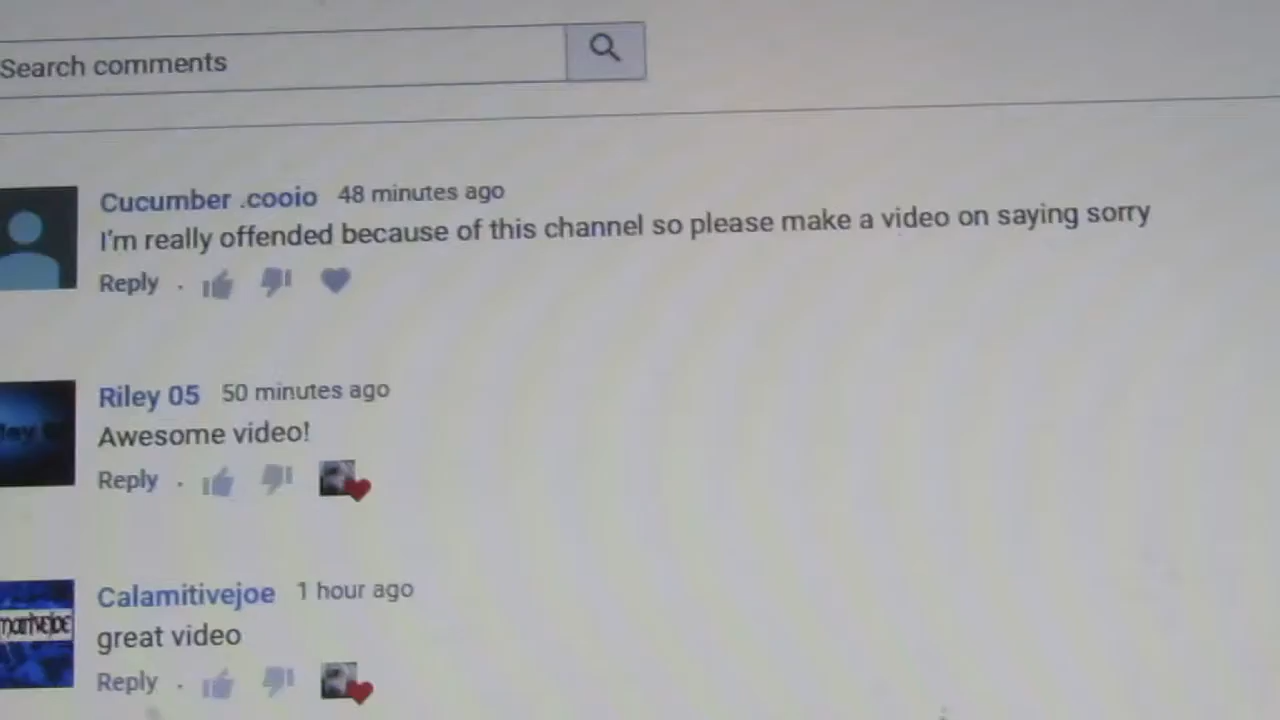 Search comments
Cucumber .cooio 48 minutes ago
I'm really offended because of this channel so please make a video on saying sorry
Reply ·
Riley 05 50 minutes ago
Awesome video!
Reply ·
Calamitivejoe 1 hour ago
great video
Reply ·